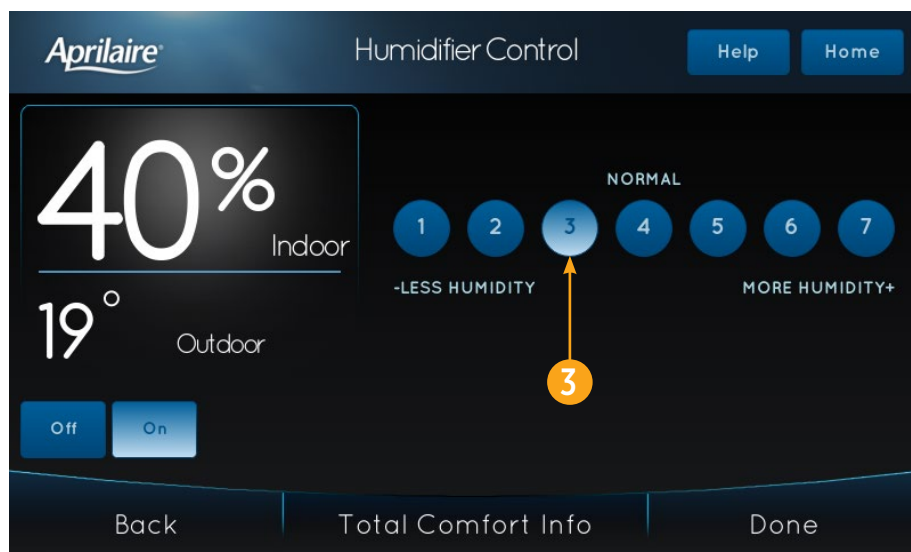 Aprilaire Humidifier Control Help Home
40% Indoor
19° Outdoor
NORMAL
1 2 3 4 5 6 7
-LESS HUMIDITY MORE HUMIDITY+
3
Off On
Back Total Comfort Info Done